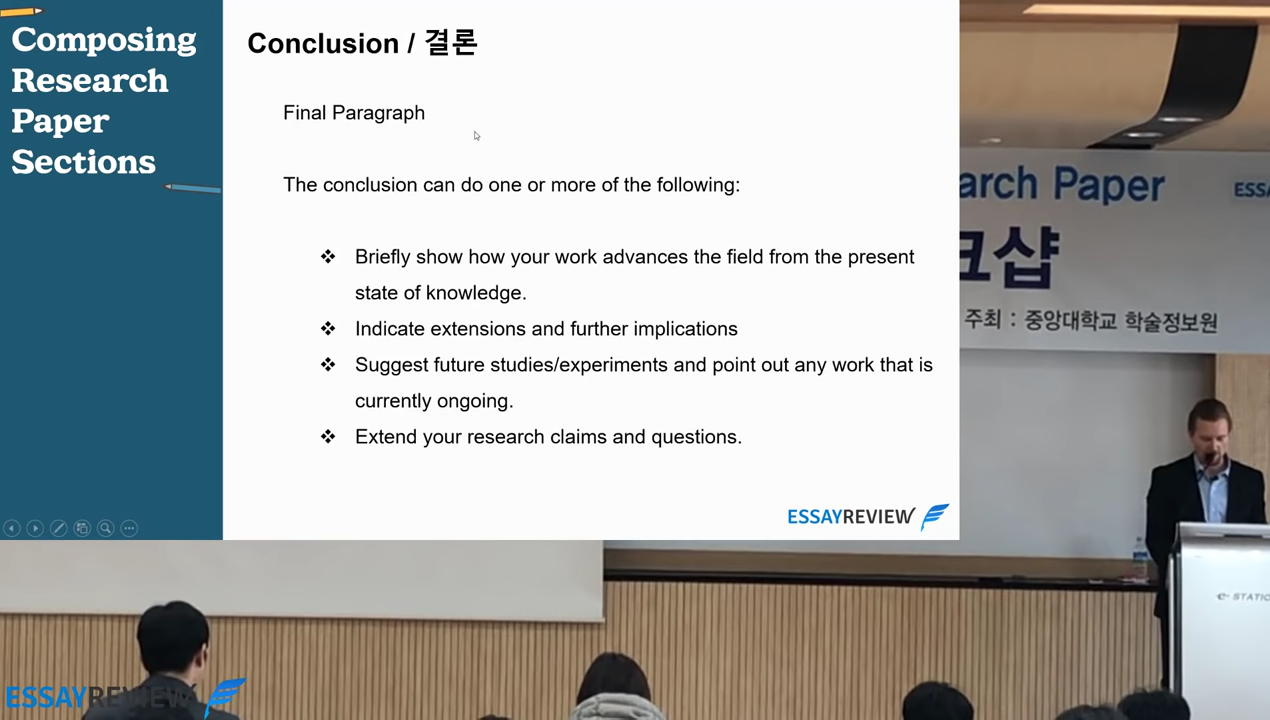 Composing
Research
Paper
Sections
Conclusion / 결론
Final Paragraph
The conclusion can do one or more of the following:
❖ Briefly show how your work advances the field from the present
state of knowledge.
❖ Indicate extensions and further implications
❖ Suggest future studies/experiments and point out any work that is
currently ongoing.
❖ Extend your research claims and questions.
ESSAYREVIEW
arch Paper
ESSA
크샵
주최 : 중앙대학교 학술정보원
e-STATIO
ESSAYREVIEW